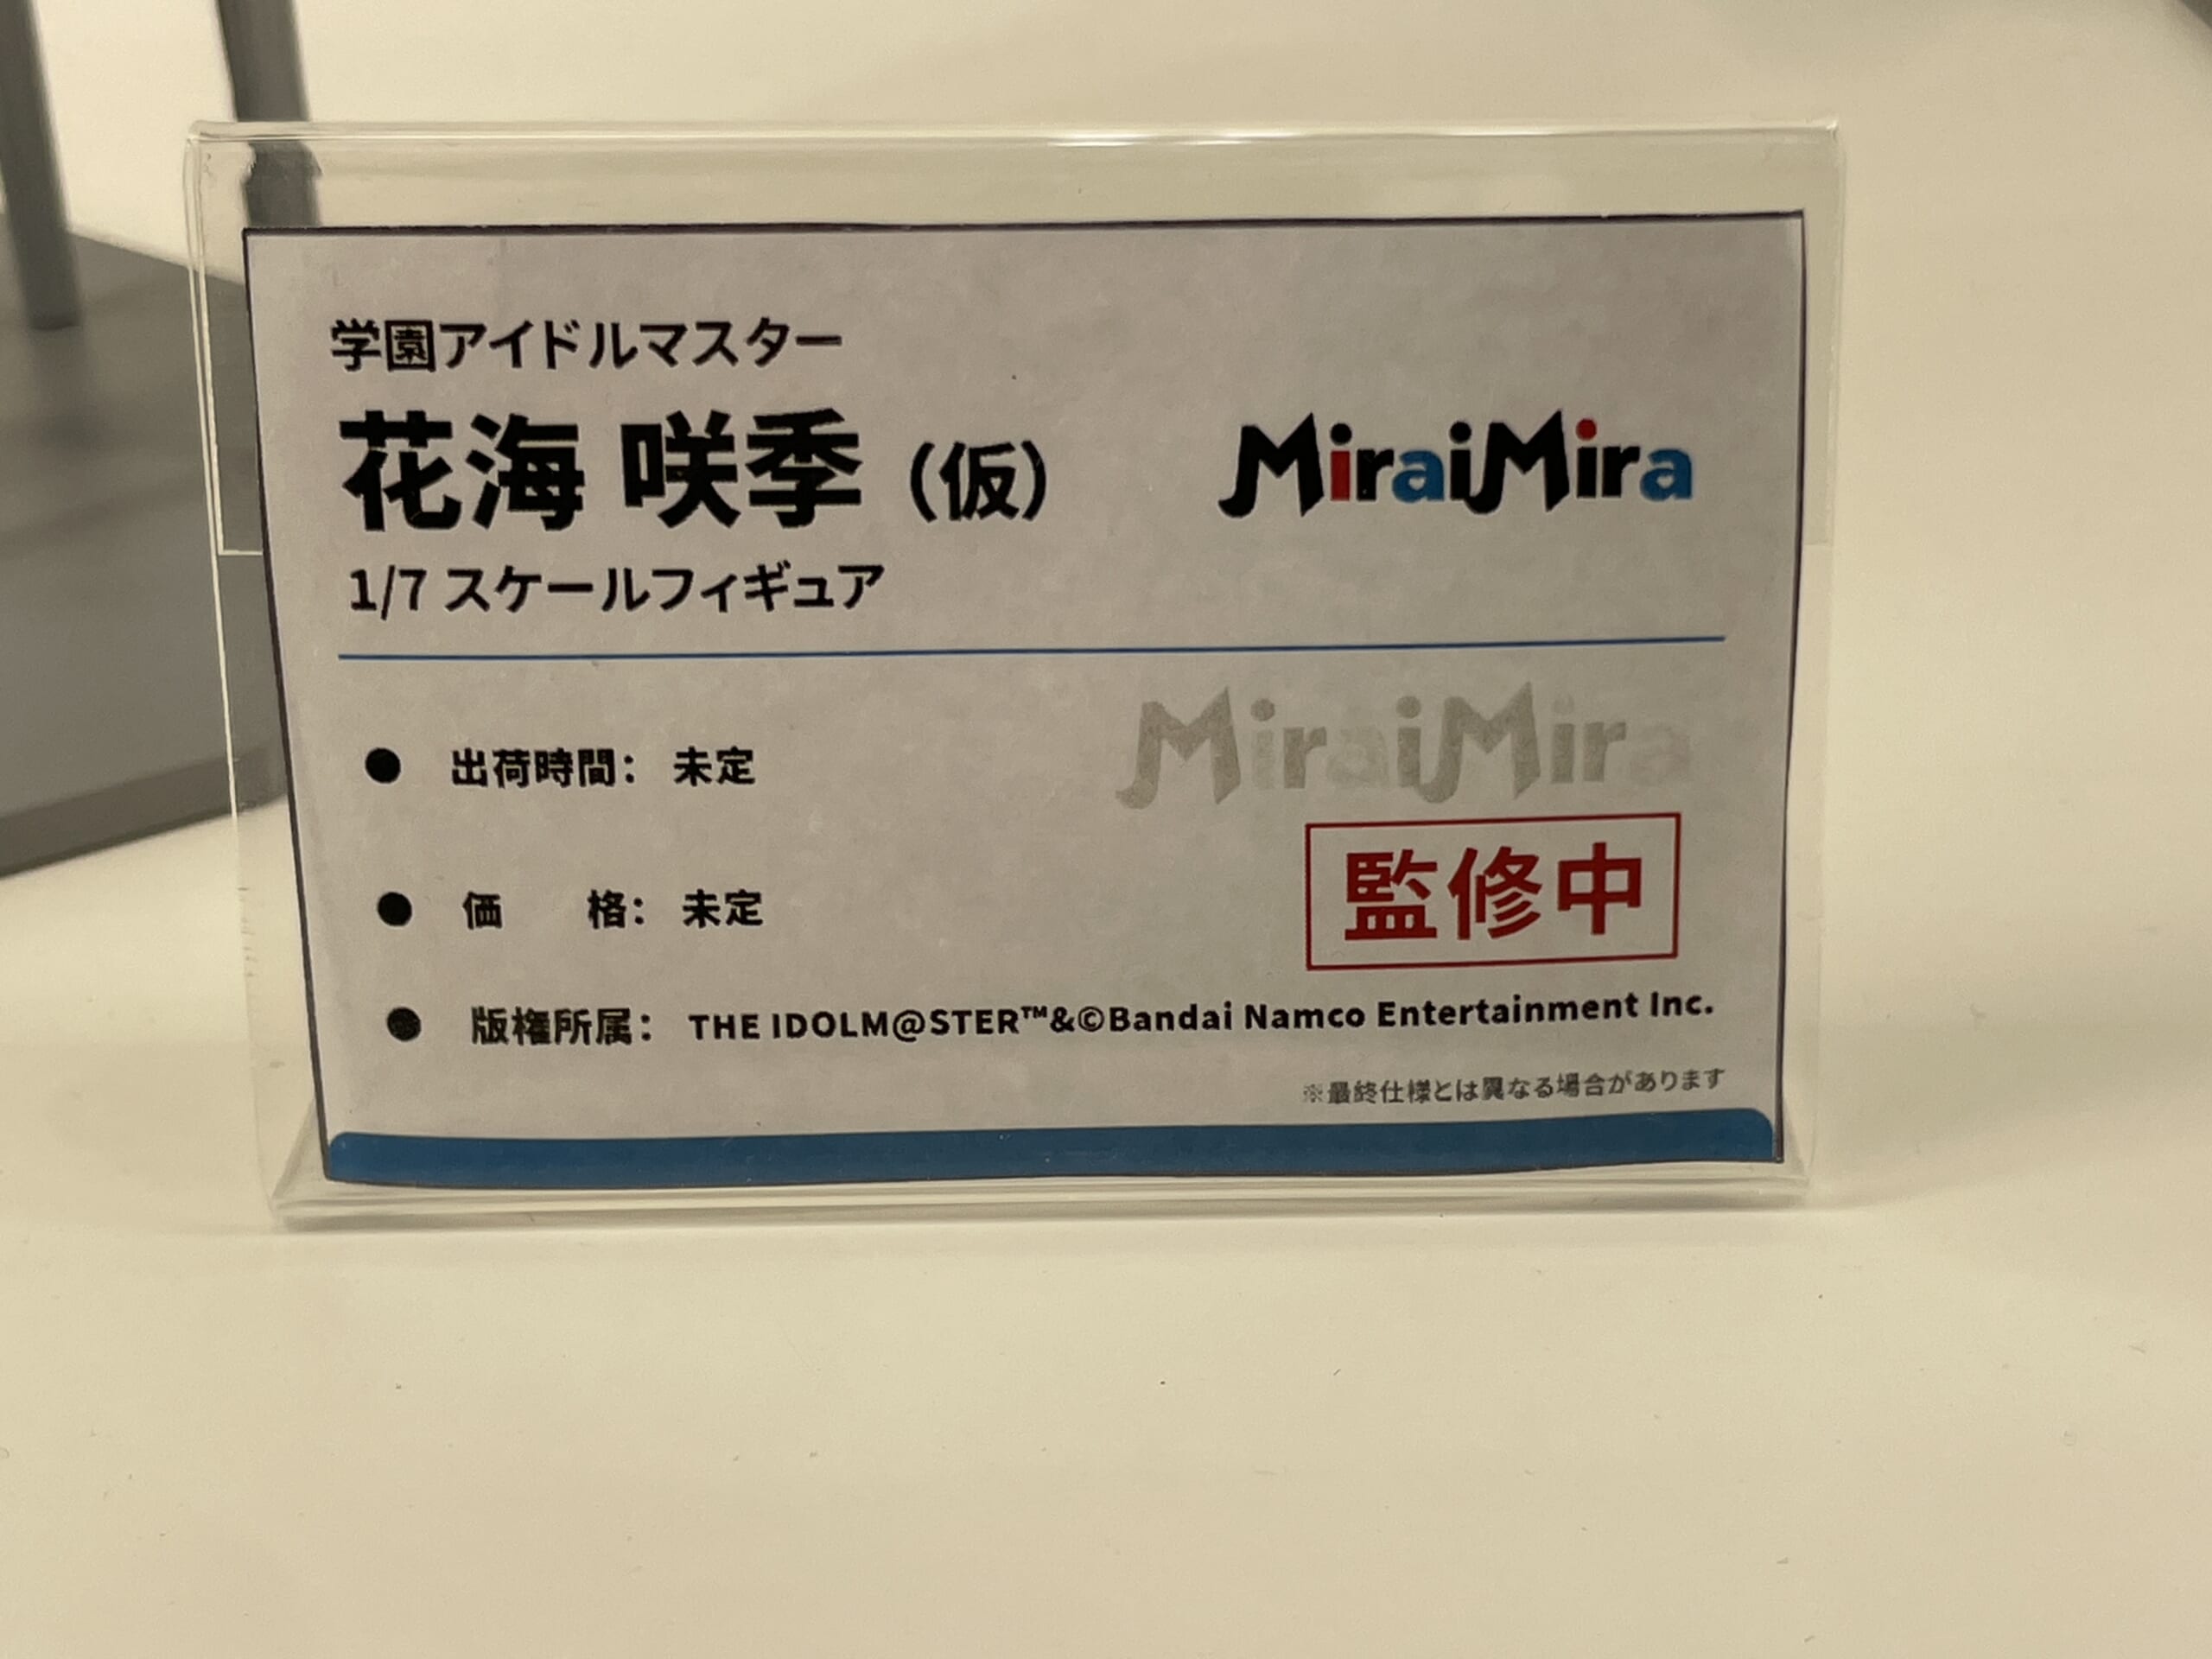 学園アイドルマスター
花海 咲季（仮）
MiraiMira
1/7 スケールフィギュア
MiraiMira
● 出荷時間： 未定
監修中
● 価　　格： 未定
● 版権所属： THE IDOLM@STER™&©Bandai Namco Entertainment Inc.
※最終仕様とは異なる場合があります